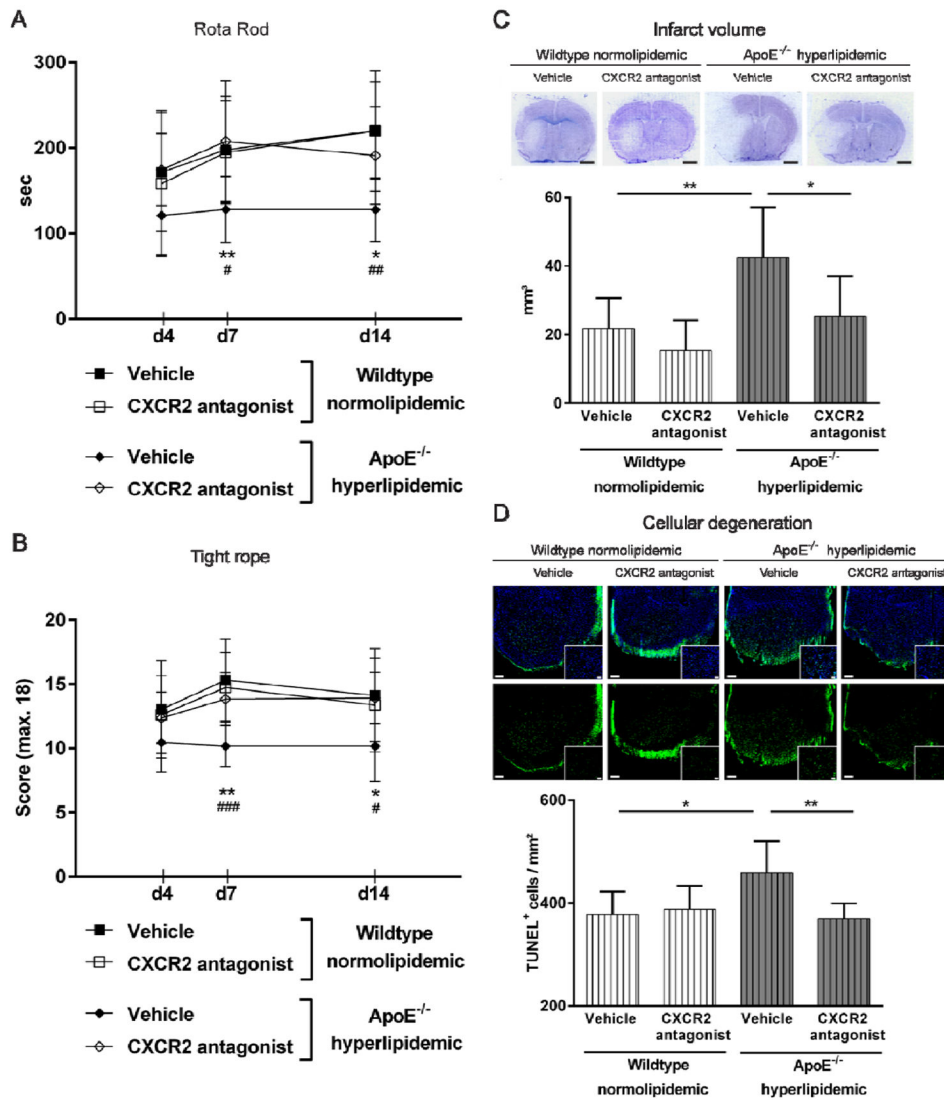 A
Rota Rod
300
200
100
0
sec
d4 d7 d14
**
#
*
##
Vehicle
CXCR2 antagonist
Wildtype
normolipidemic
Vehicle
CXCR2 antagonist
ApoE-/-
hyperlipidemic
B
Tight rope
20
15
10
5
0
Score (max. 18)
d4 d7 d14
**
###
*
#
Vehicle
CXCR2 antagonist
Wildtype
normolipidemic
Vehicle
CXCR2 antagonist
ApoE-/-
hyperlipidemic
C
Infarct volume
Wildtype normolipidemic ApoE-/- hyperlipidemic
Vehicle CXCR2 antagonist Vehicle CXCR2 antagonist
** *
60
40
20
0
mm³
Vehicle CXCR2 antagonist Vehicle CXCR2 antagonist
Wildtype
normolipidemic
ApoE-/-
hyperlipidemic
D
Cellular degeneration
Wildtype normolipidemic ApoE-/- hyperlipidemic
Vehicle CXCR2 antagonist Vehicle CXCR2 antagonist
* **
600
400
200
TUNEL+ cells / mm²
Vehicle CXCR2 antagonist Vehicle CXCR2 antagonist
Wildtype
normolipidemic
ApoE-/-
hyperlipidemic